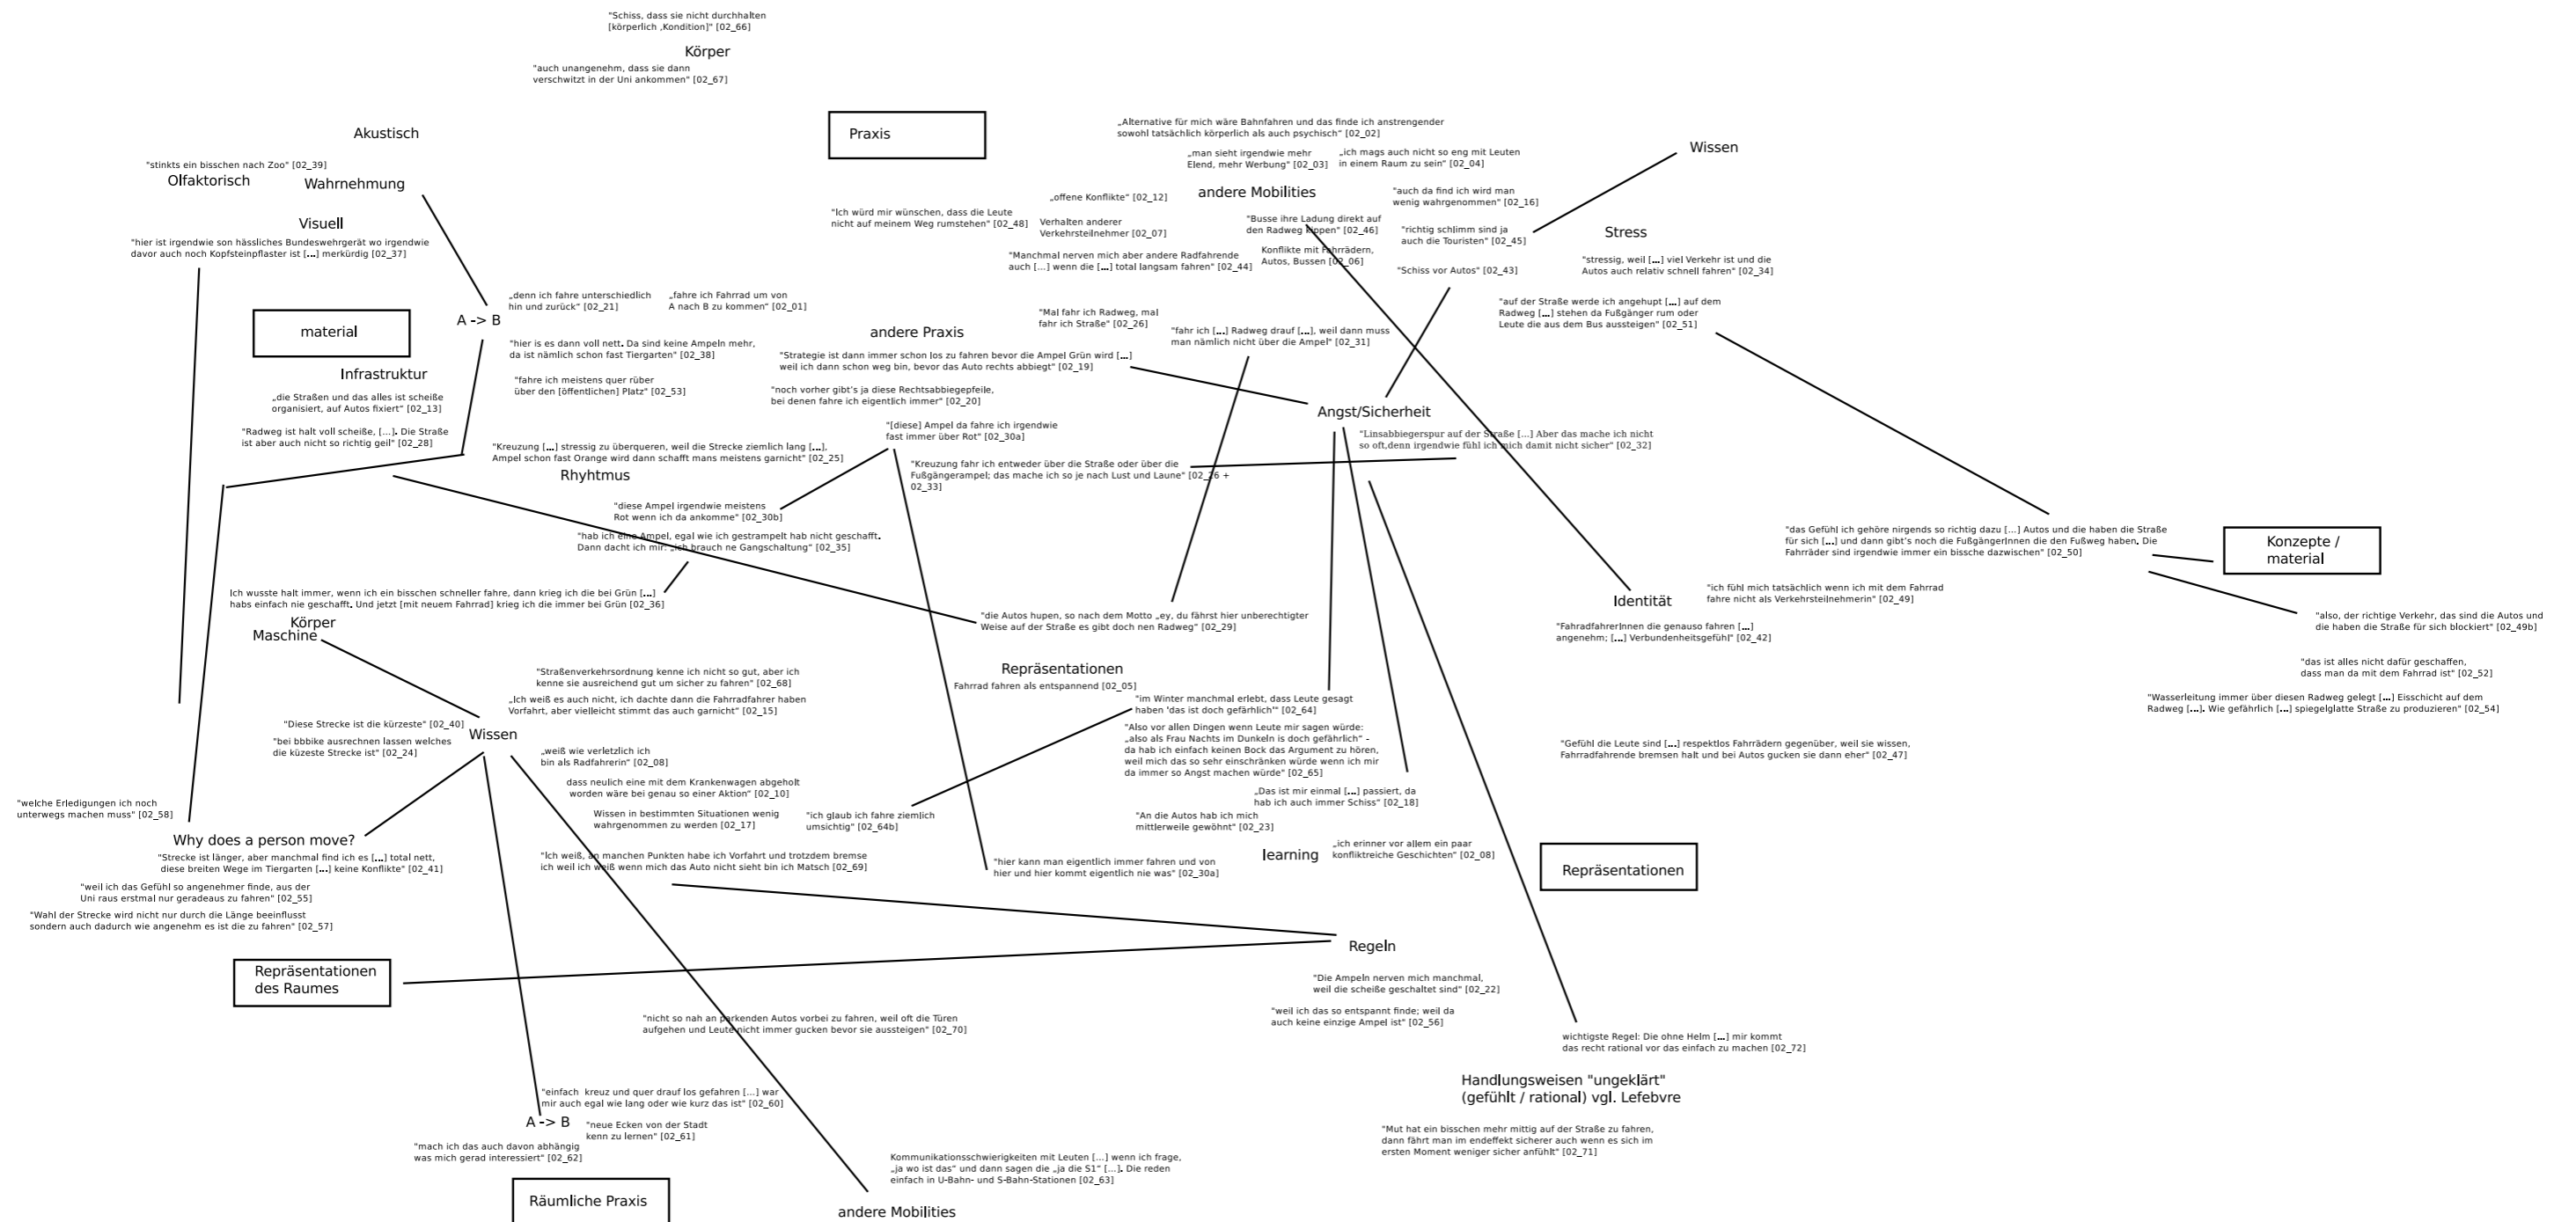 "Schiss, dass sie nicht durchhalten
[körperlich ,Kondition]" [02_66]
Körper
"auch unangenehm, dass sie dann
verschwitzt in der Uni ankommen" [02_67]
Akustisch
"stinkts ein bisschen nach Zoo" [02_39]
Olfaktorisch
Wahrnehmung
Visuell
"hier ist irgendwie son hässliches Bundeswehrgerät wo irgendwie
davor auch noch Kopfsteinpflaster ist [...] merkürdig [02_37]
Praxis
„Alternative für mich wäre Bahnfahren und das finde ich anstrengender
sowohl tatsächlich körperlich als auch psychisch“ [02_02]
„man sieht irgendwie mehr
Elend, mehr Werbung" [02_03]
„ich mags auch nicht so eng mit Leuten
in einem Raum zu sein“ [02_04]
andere Mobilities
„offene Konflikte“ [02_12]
"Ich würd mir wünschen, dass die Leute
nicht auf meinem Weg rumstehen" [02_48]
Verhalten anderer
Verkehrsteilnehmer [02_07]
"Busse ihre Ladung direkt auf
den Radweg kippen" [02_46]
"auch da find ich wird man
wenig wahrgenommen" [02_16]
"richtig schlimm sind ja
auch die Touristen" [02_45]
Konflikte mit Fahrrädern,
Autos, Bussen [02_06]
"Manchmal nerven mich aber andere Radfahrende
auch [...] wenn die [...] total langsam fahren" [02_44]
"Schiss vor Autos" [02_43]
Wissen
Stress
"stressig, weil [...] viel Verkehr ist und die
Autos auch relativ schnell fahren" [02_34]
"auf der Straße werde ich angehupt [...] auf dem
Radweg [...] stehen da Fußgänger rum oder
Leute die aus dem Bus aussteigen" [02_51]
material
A -> B
„denn ich fahre unterschiedlich
hin und zurück“ [02_21]
„fahre ich Fahrrad um von
A nach B zu kommen“ [02_01]
"hier is es dann voll nett. Da sind keine Ampeln mehr,
da ist nämlich schon fast Tiergarten" [02_38]
"fahre ich meistens quer rüber
über den [öffentlichen] Platz" [02_53]
Infrastruktur
„die Straßen und das alles ist scheiße
organisiert, auf Autos fixiert“ [02_13]
"Radweg ist halt voll scheiße, [...]. Die Straße
ist aber auch nicht so richtig geil" [02_28]
andere Praxis
"Mal fahr ich Radweg, mal
fahr ich Straße" [02_26]
"fahr ich [...] Radweg drauf [...], weil dann muss
man nämlich nicht über die Ampel" [02_31]
"Strategie ist dann immer schon los zu fahren bevor die Ampel Grün wird [...]
weil ich dann schon weg bin, bevor das Auto rechts abbiegt" [02_19]
"noch vorher gibt's ja diese Rechtsabbiegepfeile,
bei denen fahre ich eigentlich immer" [02_20]
"[diese] Ampel da fahre ich irgendwie
fast immer über Rot" [02_30a]
Angst/Sicherheit
"Linsabbiegerspur auf der Straße [...] Aber das mache ich nicht
so oft,denn irgendwie fühl ich mich damit nicht sicher" [02_32]
"Kreuzung [...] stressig zu überqueren, weil die Strecke ziemlich lang [...],
Ampel schon fast Orange wird dann schafft mans meistens garnicht" [02_25]
"Kreuzung fahr ich entweder über die Straße oder über die
Fußgängerampel; das mache ich so je nach Lust und Laune" [02_26 +
02_33]
Rhyhtmus
"diese Ampel irgendwie meistens
Rot wenn ich da ankomme" [02_30b]
"hab ich eine Ampel, egal wie ich gestrampelt hab nicht geschafft.
Dann dacht ich mir: „ich brauch ne Gangschaltung" [02_35]
Ich wusste halt immer, wenn ich ein bisschen schneller fahre, dann krieg ich die bei Grün [...]
habs einfach nie geschafft. Und jetzt [mit neuem Fahrrad] krieg ich die immer bei Grün [02_36]
Körper
Maschine
"das Gefühl ich gehöre nirgends so richtig dazu [...] Autos und die haben die Straße
für sich [...] und dann gibt's noch die FußgängerInnen die den Fußweg haben. Die
Fahrräder sind irgendwie immer ein bissche dazwischen" [02_50]
Konzepte /
material
"ich fühl mich tatsächlich wenn ich mit dem Fahrrad
fahre nicht als Verkehrsteilnehmerin" [02_49]
Identität
"FahradfahrerInnen die genauso fahren [...]
angenehm; [...] Verbundenheitsgefühl" [02_42]
"also, der richtige Verkehr, das sind die Autos und
die haben die Straße für sich blockiert" [02_49b]
"das ist alles nicht dafür geschaffen,
dass man da mit dem Fahrrad ist" [02_52]
"Wasserleitung immer über diesen Radweg gelegt [...] Eisschicht auf dem
Radweg [...]. Wie gefährlich [...] spiegelglatte Straße zu produzieren" [02_54]
"Gefühl die Leute sind [...] respektlos Fahrrädern gegenüber, weil sie wissen,
Fahrradfahrende bremsen halt und bei Autos gucken sie dann eher" [02_47]
"die Autos hupen, so nach dem Motto „ey, du fährst hier unberechtigter
Weise auf der Straße es gibt doch nen Radweg" [02_29]
Repräsentationen
Fahrrad fahren als entspannend [02_05]
"im Winter manchmal erlebt, dass Leute gesagt
haben 'das ist doch gefärhlich'" [02_64]
"Also vor allen Dingen wenn Leute mir sagen würde:
„also als Frau Nachts im Dunkeln is doch gefährlich“ -
da hab ich einfach keinen Bock das Argument zu hören,
weil mich das so sehr einschränken würde wenn ich mir
da immer so Angst machen würde" [02_65]
„Das ist mir einmal [...] passiert, da
hab ich auch immer Schiss“ [02_18]
"An die Autos hab ich mich
mittlerweile gewöhnt" [02_23]
learning
„ich erinner vor allem ein paar
konfliktreiche Geschichten“ [02_08]
"Straßenverkehrsordnung kenne ich nicht so gut, aber ich
kenne sie ausreichend gut um sicher zu fahren" [02_68]
„Ich weiß es auch nicht, ich dachte dann die Fahrradfahrer haben
Vorfahrt, aber vielleicht stimmt das auch garnicht" [02_15]
"Diese Strecke ist die kürzeste" [02_40]
Wissen
"bei bbbike ausrechnen lassen welches
die küzeste Strecke ist" [02_24]
„weiß wie verletzlich ich
bin als Radfahrerin“ [02_08]
dass neulich eine mit dem Krankenwagen abgeholt
worden wäre bei genau so einer Aktion“ [02_10]
Wissen in bestimmten Situationen wenig
wahrgenommen zu werden [02_17]
"ich glaub ich fahre ziemlich
umsichtig" [02_64b]
"Ich weiß, an manchen Punkten habe ich Vorfahrt und trotzdem bremse
ich weil ich weiß wenn mich das Auto nicht sieht bin ich Matsch [02_69]
"hier kann man eigentlich immer fahren und von
hier und hier kommt eigentlich nie was" [02_30a]
"welche Erledigungen ich noch
unterwegs machen muss" [02_58]
Why does a person move?
"Strecke ist länger, aber manchmal find ich es [...] total nett,
diese breiten Wege im Tiergarten [...] keine Konflikte" [02_41]
"weil ich das Gefühl so angenehmer finde, aus der
Uni raus erstmal nur geradeaus zu fahren" [02_55]
"Wahl der Strecke wird nicht nur durch die Länge beeinflusst
sondern auch dadurch wie angenehm es ist die zu fahren" [02_57]
Repräsentationen
des Raumes
Repräsentationen
Regeln
"Die Ampeln nerven mich manchmal,
weil die scheiße geschaltet sind" [02_22]
"weil ich das so entspannt finde; weil da
auch keine einzige Ampel ist" [02_56]
"nicht so nah an parkenden Autos vorbei zu fahren, weil oft die Türen
aufgehen und Leute nicht immer gucken bevor sie aussteigen" [02_70]
wichtigste Regel: Die ohne Helm [...] mir kommt
das recht rational vor das einfach zu machen [02_72]
Handlungsweisen "ungeklärt"
(gefühlt / rational) vgl. Lefebvre
"Mut hat ein bisschen mehr mittig auf der Straße zu fahren,
dann fährt man im endeffekt sicherer auch wenn es sich im
ersten Moment weniger sicher anfühlt" [02_71]
"einfach kreuz und quer drauf los gefahren [...] war
mir auch egal wie lang oder wie kurz das ist" [02_60]
A -> B
"neue Ecken von der Stadt
kenn zu lernen" [02_61]
"mach ich das auch davon abhängig
was mich gerad interessiert" [02_62]
Räumliche Praxis
Kommunikationsschwierigkeiten mit Leuten [...] wenn ich frage,
„ja wo ist das“ und dann sagen die „ja die S1“ [...]. Die reden
einfach in U-Bahn- und S-Bahn-Stationen [02_63]
andere Mobilities